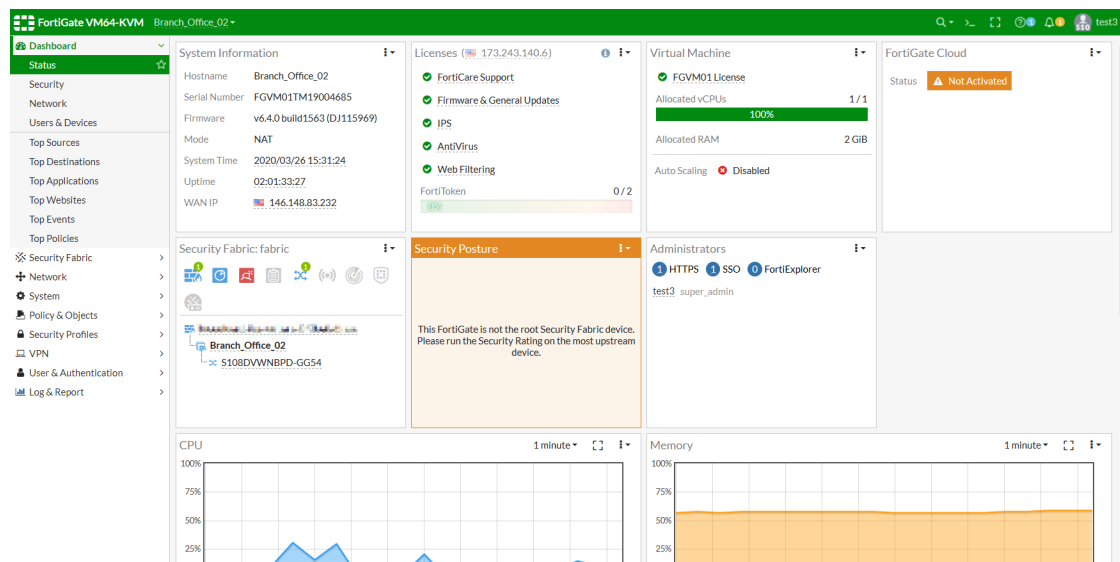 FortiGate VM64-KVM Branch_Office_02
test3
Dashboard
Status
Security
Network
Users & Devices
Top Sources
Top Destinations
Top Applications
Top Websites
Top Events
Top Policies
Security Fabric
Network
System
Policy & Objects
Security Profiles
VPN
User & Authentication
Log & Report
System Information
Hostname Branch_Office_02
Serial Number FGVM01TM19004685
Firmware v6.4.0 build1563 (DJ115969)
Mode NAT
System Time 2020/03/26 15:31:24
Uptime 02:01:33:27
WAN IP 146.148.83.232
Licenses (173.243.140.6)
FortiCare Support
Firmware & General Updates
IPS
AntiVirus
Web Filtering
FortiToken 0 / 2
0%
Virtual Machine
FGVM01 License
Allocated vCPUs 1 / 1
100%
Allocated RAM 2 GiB
Auto Scaling Disabled
FortiGate Cloud
Status Not Activated
Security Fabric: fabric
1 1
Branch_Office_02
S108DVWNBPD-GG54
Security Posture
This FortiGate is not the root Security Fabric device.
Please run the Security Rating on the most upstream
device.
Administrators
1 HTTPS 1 SSO 0 FortiExplorer
test3 super_admin
CPU 1 minute
100%
75%
50%
25%
Memory 1 minute
100%
75%
50%
25%